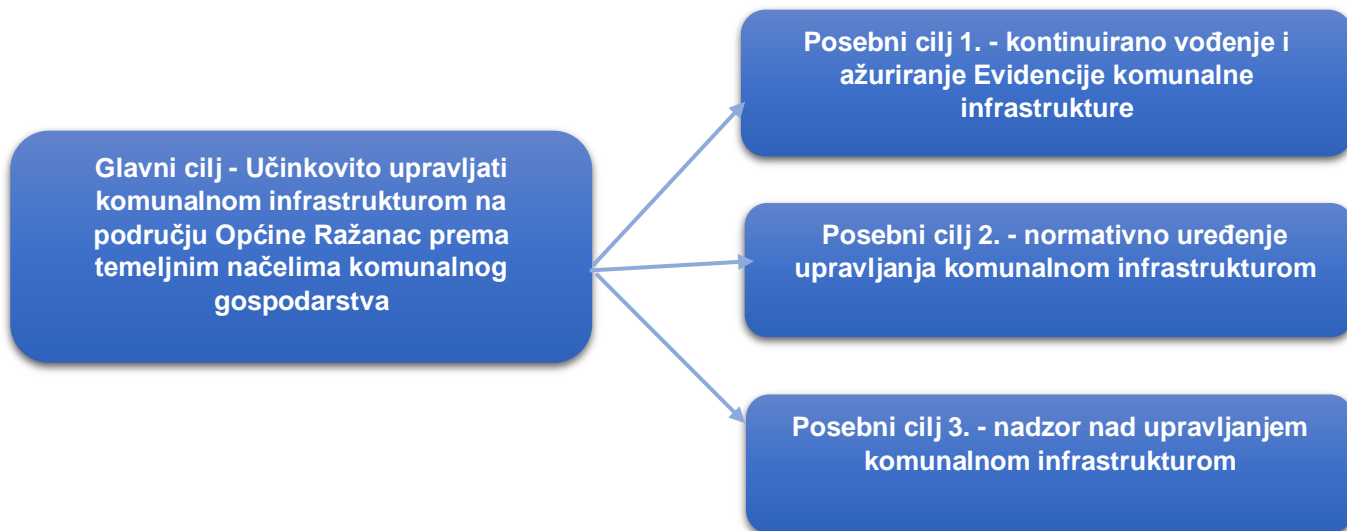 Glavni cilj - Učinkovito upravljati
komunalnom infrastrukturom na
području Općine Ražanac prema
temeljnim načelima komunalnog
gospodarstva
Posebni cilj 1. - kontinuirano vođenje i
ažuriranje Evidencije komunalne
infrastrukture
Posebni cilj 2. - normativno uređenje
upravljanja komunalnom infrastrukturom
Posebni cilj 3. - nadzor nad upravljanjem
komunalnom infrastrukturom